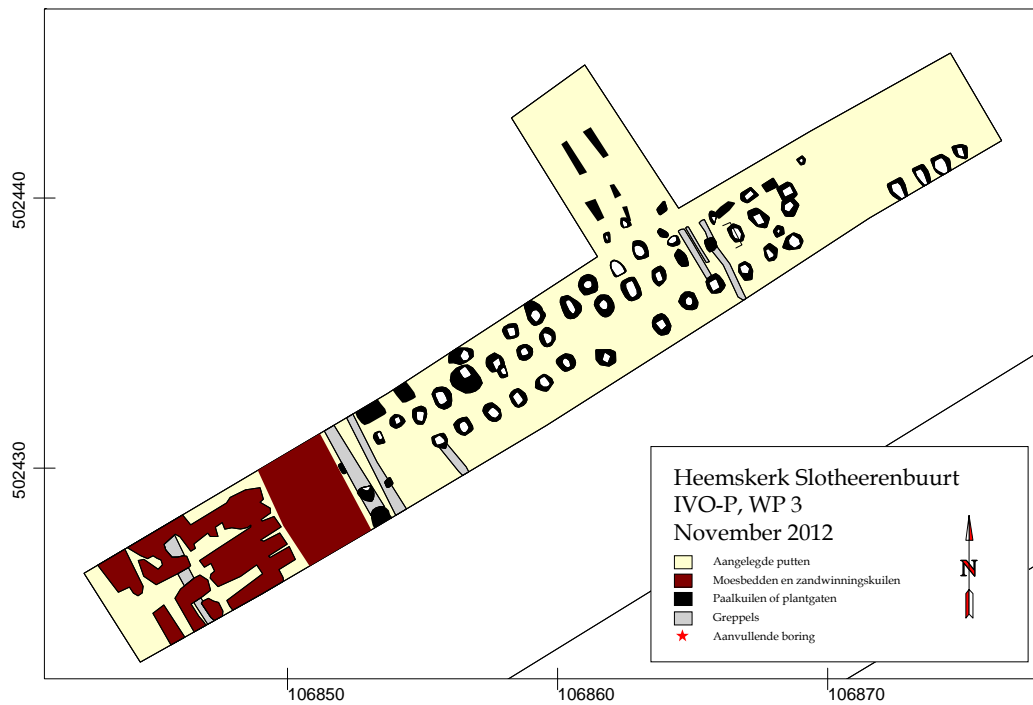 502440
502430
Heemskerk Slotheerenbuurt
IVO-P, WP 3
November 2012
Aangelegde putten
Moesbedden en zandwinningskuilen
Paalkuilen of plantgaten
Greppels
Aanvullende boring
N
106850
106860
106870